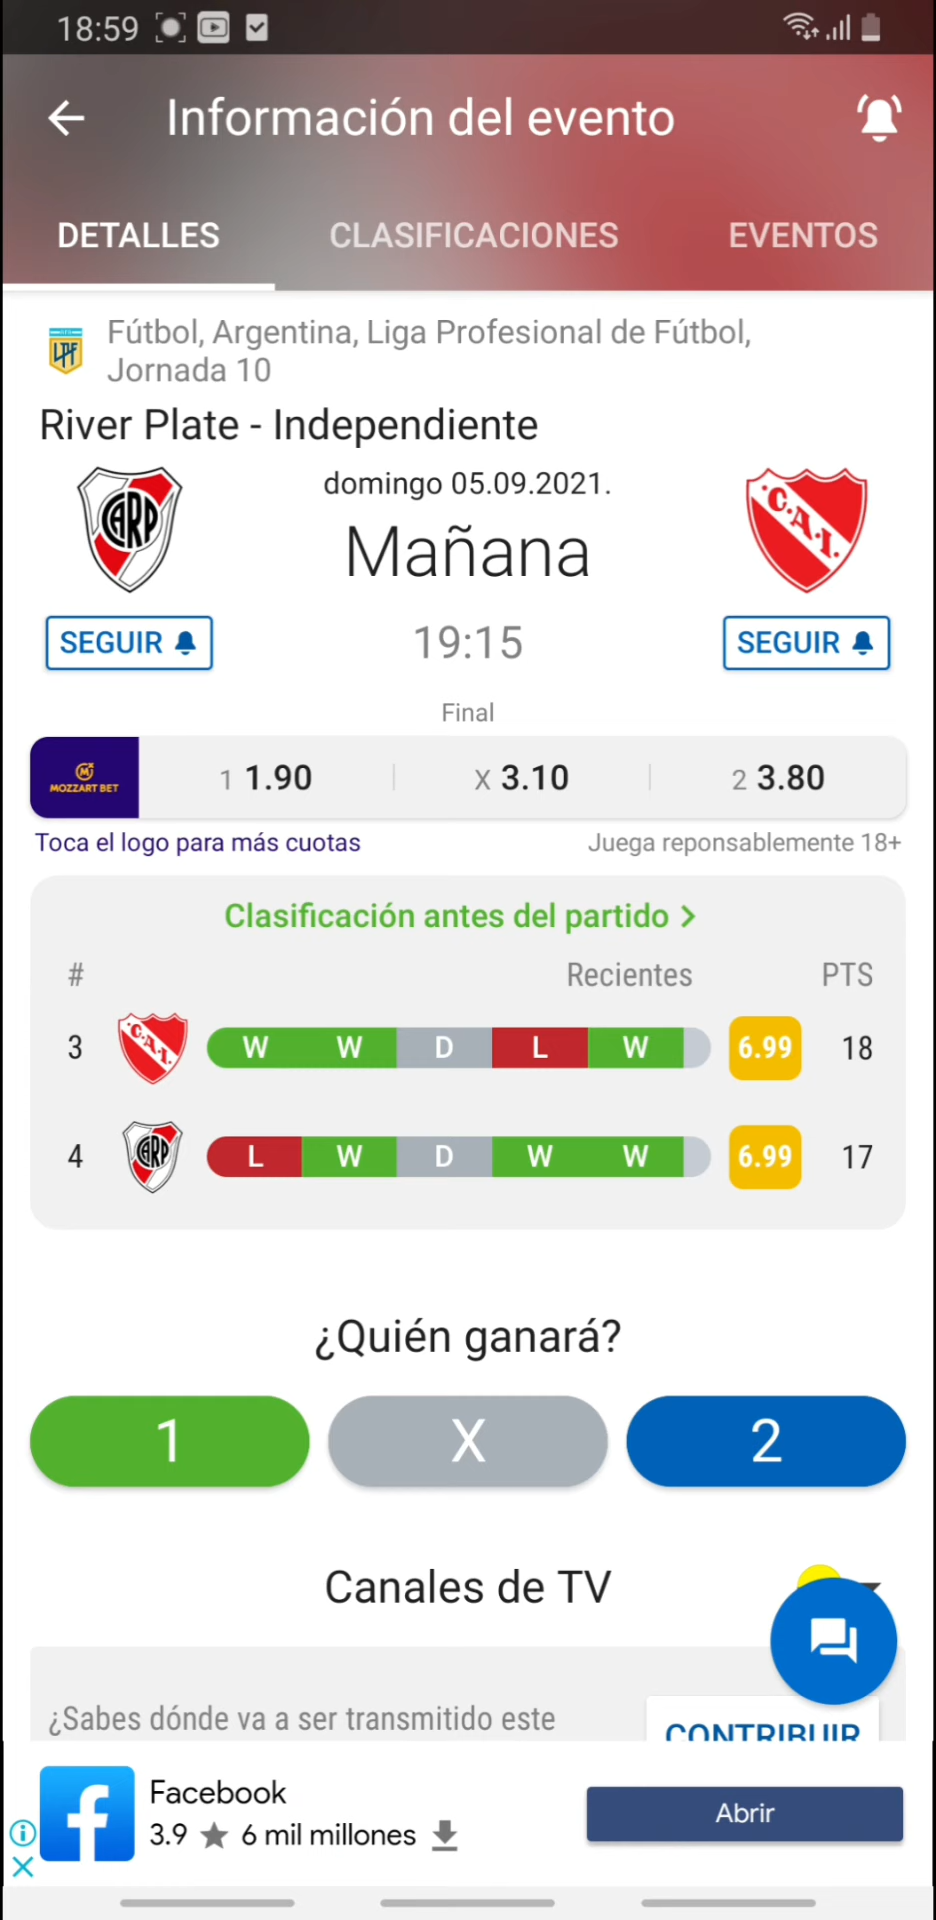 18:59
Información del evento
DETALLES
CLASIFICACIONES
EVENTOS
LPF
Fútbol, Argentina, Liga Profesional de Fútbol,
Jornada 10
River Plate - Independiente
CARP
domingo 05.09.2021.
C.A.I.
Mañana
SEGUIR
19:15
SEGUIR
Final
MOZZART BET
1 1.90
X 3.10
2 3.80
Toca el logo para más cuotas
Juega reponsablemente 18+
Clasificación antes del partido >
# Recientes PTS
3 C.A.I. W W D L W 6.99 18
4 CARP L W D W W 6.99 17
¿Quién ganará?
1 X 2
Canales de TV
¿Sabes dónde va a ser transmitido este
CONTRIBUIR
Facebook
3.9 ★ 6 mil millones
Abrir